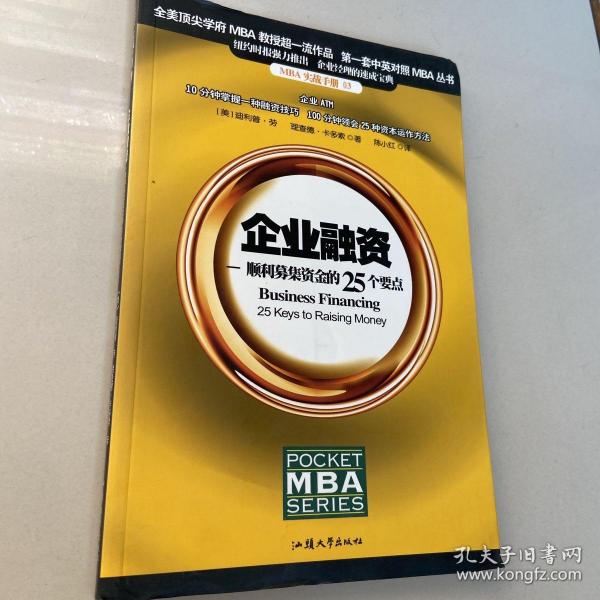 全美顶尖学府MBA教授超一流作品 第一套中英对照MBA丛书
纽约时报强力推出 企业经理的速成宝典
MBA实战手册 03
企业ATM
10分钟掌握一种融资技巧 100分钟领会25种资本运作方法
[美]迪利普·劳 理查德·卡多索 著 陈小红 译
企业融资
— 顺利募集资金的25个要点
Business Financing
25 Keys to Raising Money
POCKET
MBA
SERIES
汕头大学出版社
孔夫子旧书网
www.kongfz.com